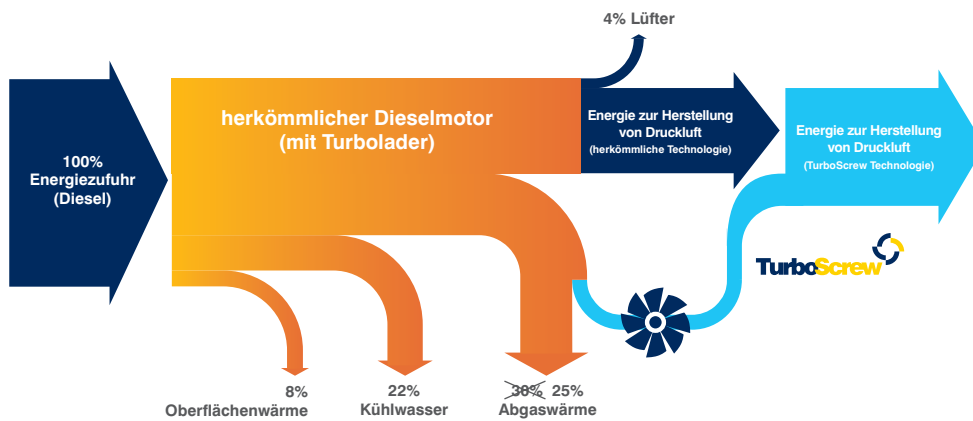 4% Lüfter
100%
Energiezufuhr
(Diesel)
herkömmlicher Dieselmotor
(mit Turbolader)
Energie zur Herstellung
von Druckluft
(herkömmliche Technologie)
Energie zur Herstellung
von Druckluft
(TurboScrew Technologie)
TurboScrew
8%
Oberflächenwärme
22%
Kühlwasser
30% 25%
Abgaswärme